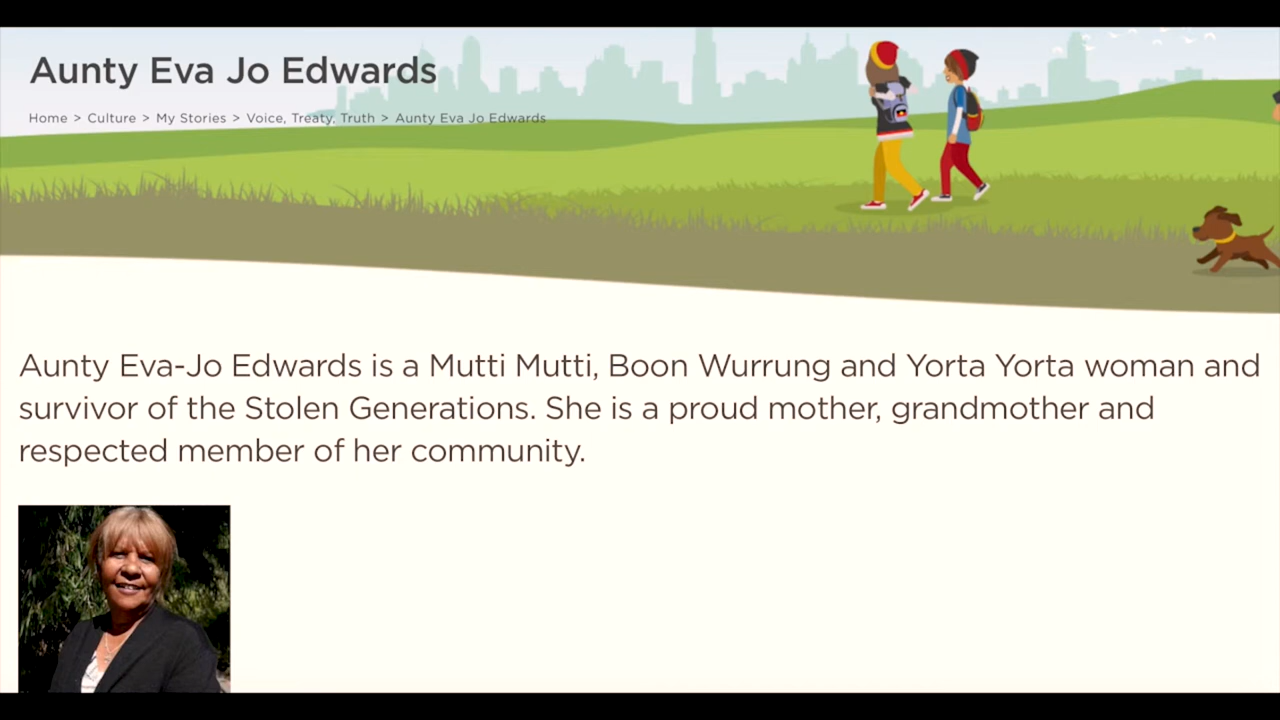 Aunty Eva Jo Edwards
Home > Culture > My Stories > Voice, Treaty, Truth > Aunty Eva Jo Edwards
Aunty Eva-Jo Edwards is a Mutti Mutti, Boon Wurrung and Yorta Yorta woman and
survivor of the Stolen Generations. She is a proud mother, grandmother and
respected member of her community.